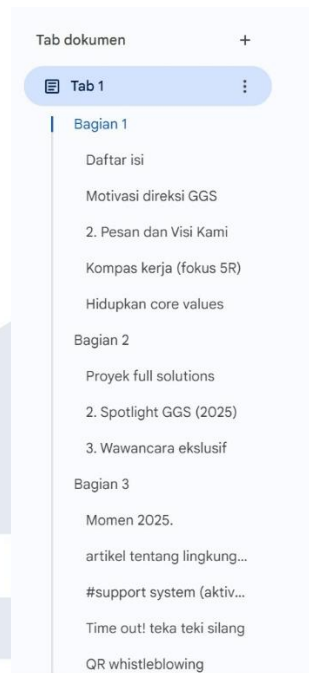 Tab dokumen +
Tab 1
Bagian 1
Daftar isi
Motivasi direksi GGS
2. Pesan dan Visi Kami
Kompas kerja (fokus 5R)
Hidupkan core values
Bagian 2
Proyek full solutions
2. Spotlight GGS (2025)
3. Wawancara ekslusif
Bagian 3
Momen 2025.
artikel tentang lingkung...
#support system (aktiv...
Time out! teka teki silang
QR whistleblowing